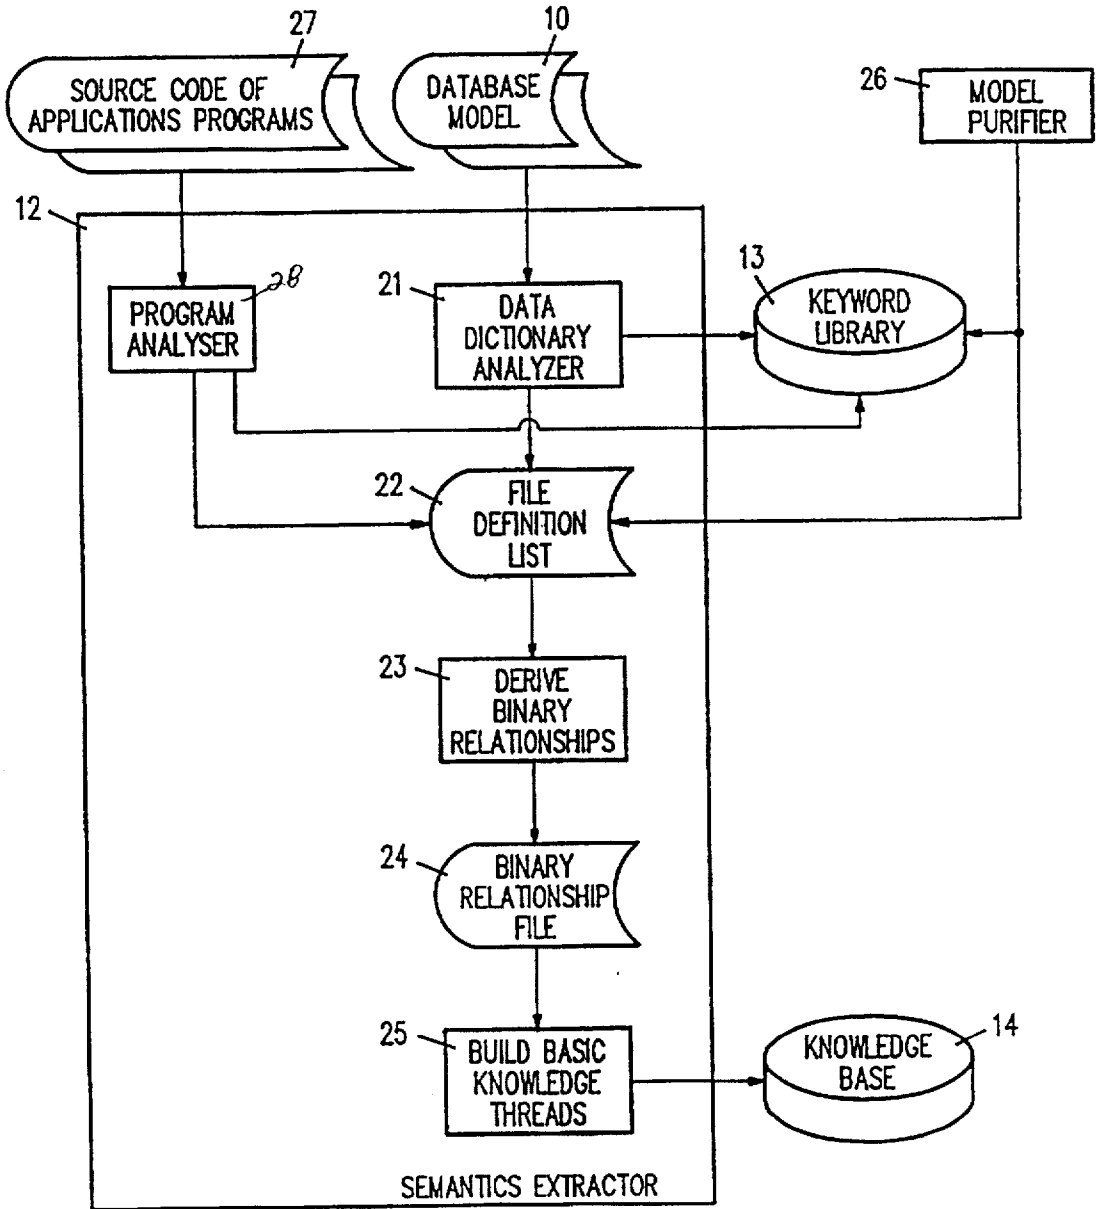 27
SOURCE CODE OF
APPLICATIONS PROGRAMS
10
DATABASE
MODEL
26
MODEL
PURIFIER
12
PROGRAM
ANALYSER
28
21
DATA
DICTIONARY
ANALYZER
13
KEYWORD
LIBRARY
22
FILE
DEFINITION
LIST
23
DERIVE
BINARY
RELATIONSHIPS
24
BINARY
RELATIONSHIP
FILE
25
BUILD BASIC
KNOWLEDGE
THREADS
14
KNOWLEDGE
BASE
SEMANTICS EXTRACTOR